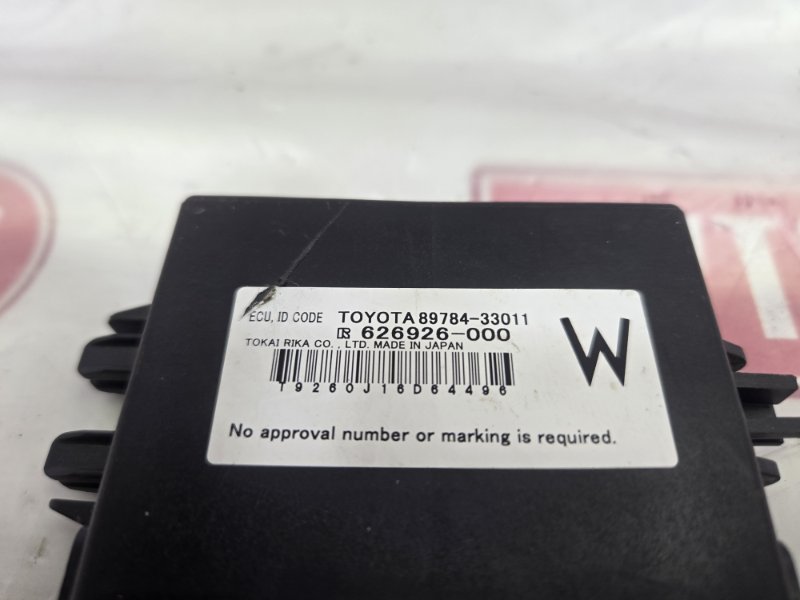 ECU, ID CODE TOYOTA 89784-33011
R 626926-000
TOKAI RIKA CO., LTD. MADE IN JAPAN
T9260J16D64496
W
No approval number or marking is required.